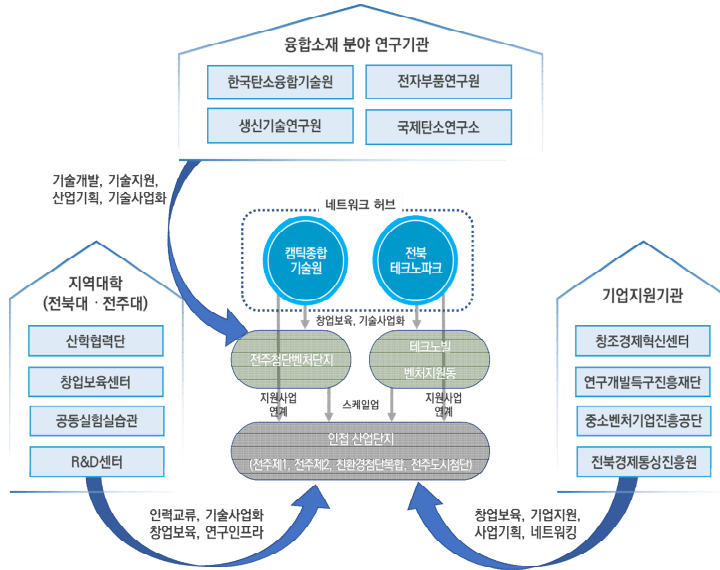 융합소재 분야 연구기관
한국탄소융합기술원
전자부품연구원
생신기술연구원
국제탄소연구소
기술개발, 기술지원,
산업기획, 기술사업화
네트워크 허브
캠틱종합
기술원
전북
테크노파크
창업보육, 기술사업화
전주첨단벤처단지
테크노빌
벤처지원동
지원사업
연계
스케일업
지원사업
연계
인접 산업단지
(전주제1, 전주제2, 친환경첨단복합, 전주도시첨단)
지역대학
(전북대 · 전주대)
산학협력단
창업보육센터
공동실험실습관
R&D센터
기업지원기관
창조경제혁신센터
연구개발특구진흥재단
중소벤처기업진흥공단
전북경제통상진흥원
인력교류, 기술사업화
창업보육, 연구인프라
창업보육, 기업지원,
사업기획, 네트워킹